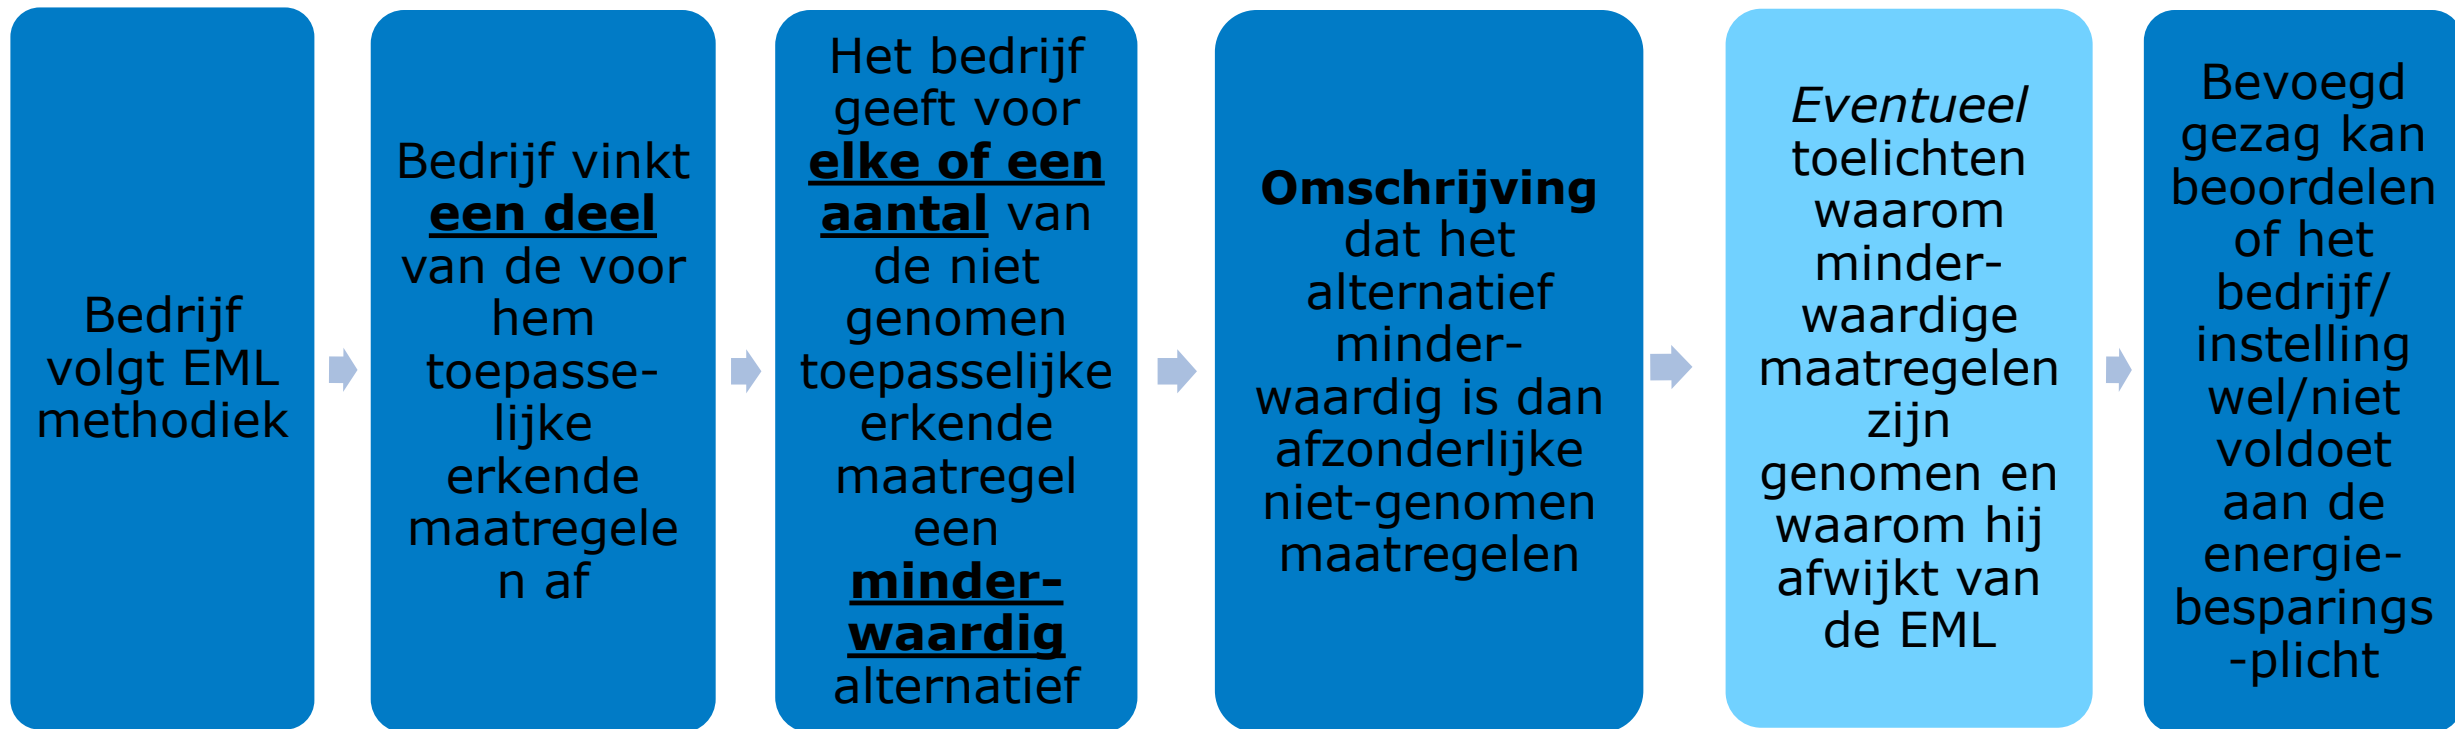 Bedrijf
volgt EML
methodiek
Bedrijf vinkt
een deel
van de voor
hem
toepasse-
lijke
erkende
maatregele
n af
Het bedrijf
geeft voor
elke of een
aantal van
de niet
genomen
toepasselijke
erkende
maatregel
een
minder-
waardig
alternatief
Omschrijving
dat het
alternatief
minder-
waardig is dan
afzonderlijke
niet-genomen
maatregelen
Eventueel
toelichten
waarom
minder-
waardige
maatregelen
zijn
genomen en
waarom hij
afwijkt van
de EML
Bevoegd
gezag kan
beoordelen
of het
bedrijf/
instelling
wel/niet
voldoet
aan de
energie-
besparings
-plicht